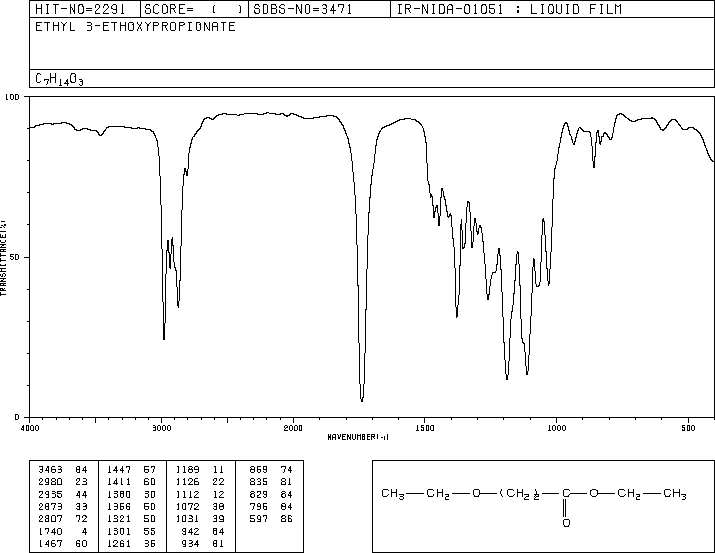 HIT-NO=2291 SCORE= ( ) SDBS-NO=3471 IR-NIDA-01051 : LIQUID FILM
ETHYL 3-ETHOXYPROPIONATE
C7H14O3
100
50
0
TRANSMITTANCE(%)
4000 3000 2000 1500 1000 500
WAVENUMBER(-1)
3463 84 1447 57 1189 11 859 74
2980 23 1411 60 1126 22 835 81
2935 44 1380 30 1112 12 829 84
2873 33 1366 50 1072 38 796 84
2807 72 1321 50 1031 39 597 86
1740 4 1301 55 942 84
1467 60 1261 35 934 81
CH3—CH2—O—(CH2)2—C—O—CH2—CH3
O